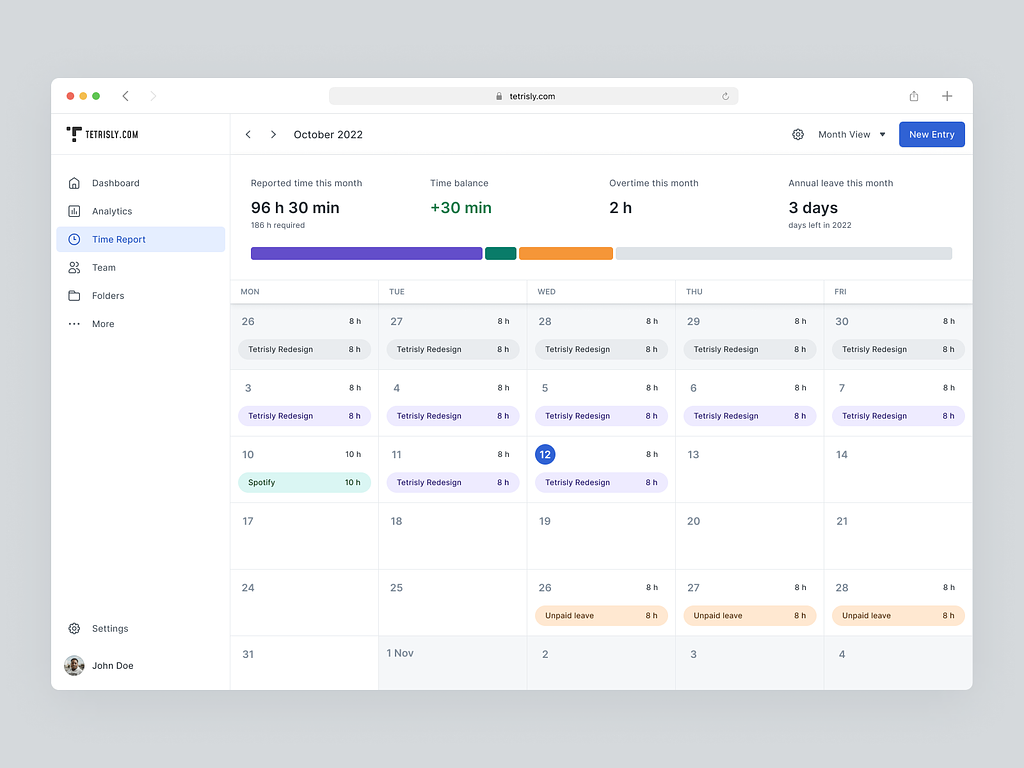 tetrisly.com
TETRISLY.COM
October 2022
Month View
New Entry
Dashboard
Analytics
Time Report
Team
Folders
More
Settings
John Doe
Reported time this month
96 h 30 min
186 h required
Time balance
+30 min
Overtime this month
2 h
Annual leave this month
3 days
days left in 2022
MON TUE WED THU FRI
26 8 h 27 8 h 28 8 h 29 8 h 30 8 h
Tetrisly Redesign 8 h Tetrisly Redesign 8 h Tetrisly Redesign 8 h Tetrisly Redesign 8 h Tetrisly Redesign 8 h
3 8 h 4 8 h 5 8 h 6 8 h 7 8 h
Tetrisly Redesign 8 h Tetrisly Redesign 8 h Tetrisly Redesign 8 h Tetrisly Redesign 8 h Tetrisly Redesign 8 h
10 10 h 11 8 h 12 8 h 13 14
Spotify 10 h Tetrisly Redesign 8 h Tetrisly Redesign 8 h
17 18 19 20 21
24 25 26 8 h 27 8 h 28 8 h
Unpaid leave 8 h Unpaid leave 8 h Unpaid leave 8 h
31 1 Nov 2 3 4